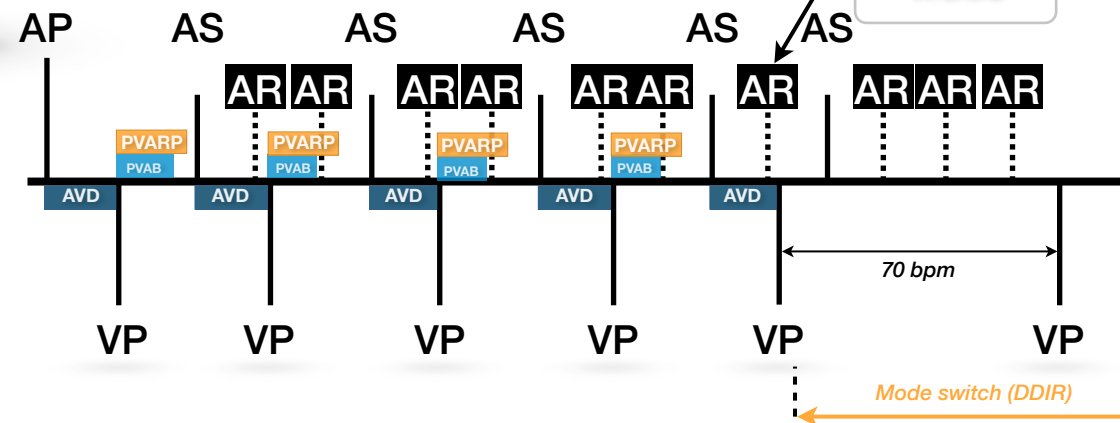 AP AS AS AS AS AS
AR AR AR AR AR AR AR AR AR AR
PVARP PVARP PVARP PVARP
PVAB PVAB PVAB PVAB
AVD AVD AVD AVD AVD
70 bpm
VP VP VP VP VP VP
Mode switch (DDIR)